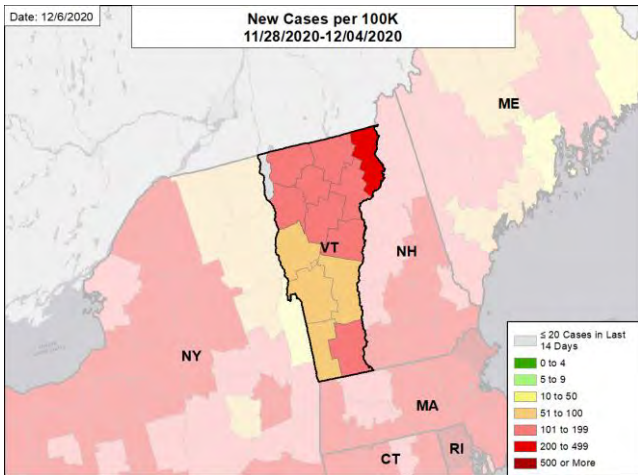 Date: 12/6/2020
New Cases per 100K
11/28/2020-12/04/2020
ME
VT
NH
NY
MA
CT
RI
≤ 20 Cases in Last
14 Days
0 to 4
5 to 9
10 to 50
51 to 100
101 to 199
200 to 499
500 or More